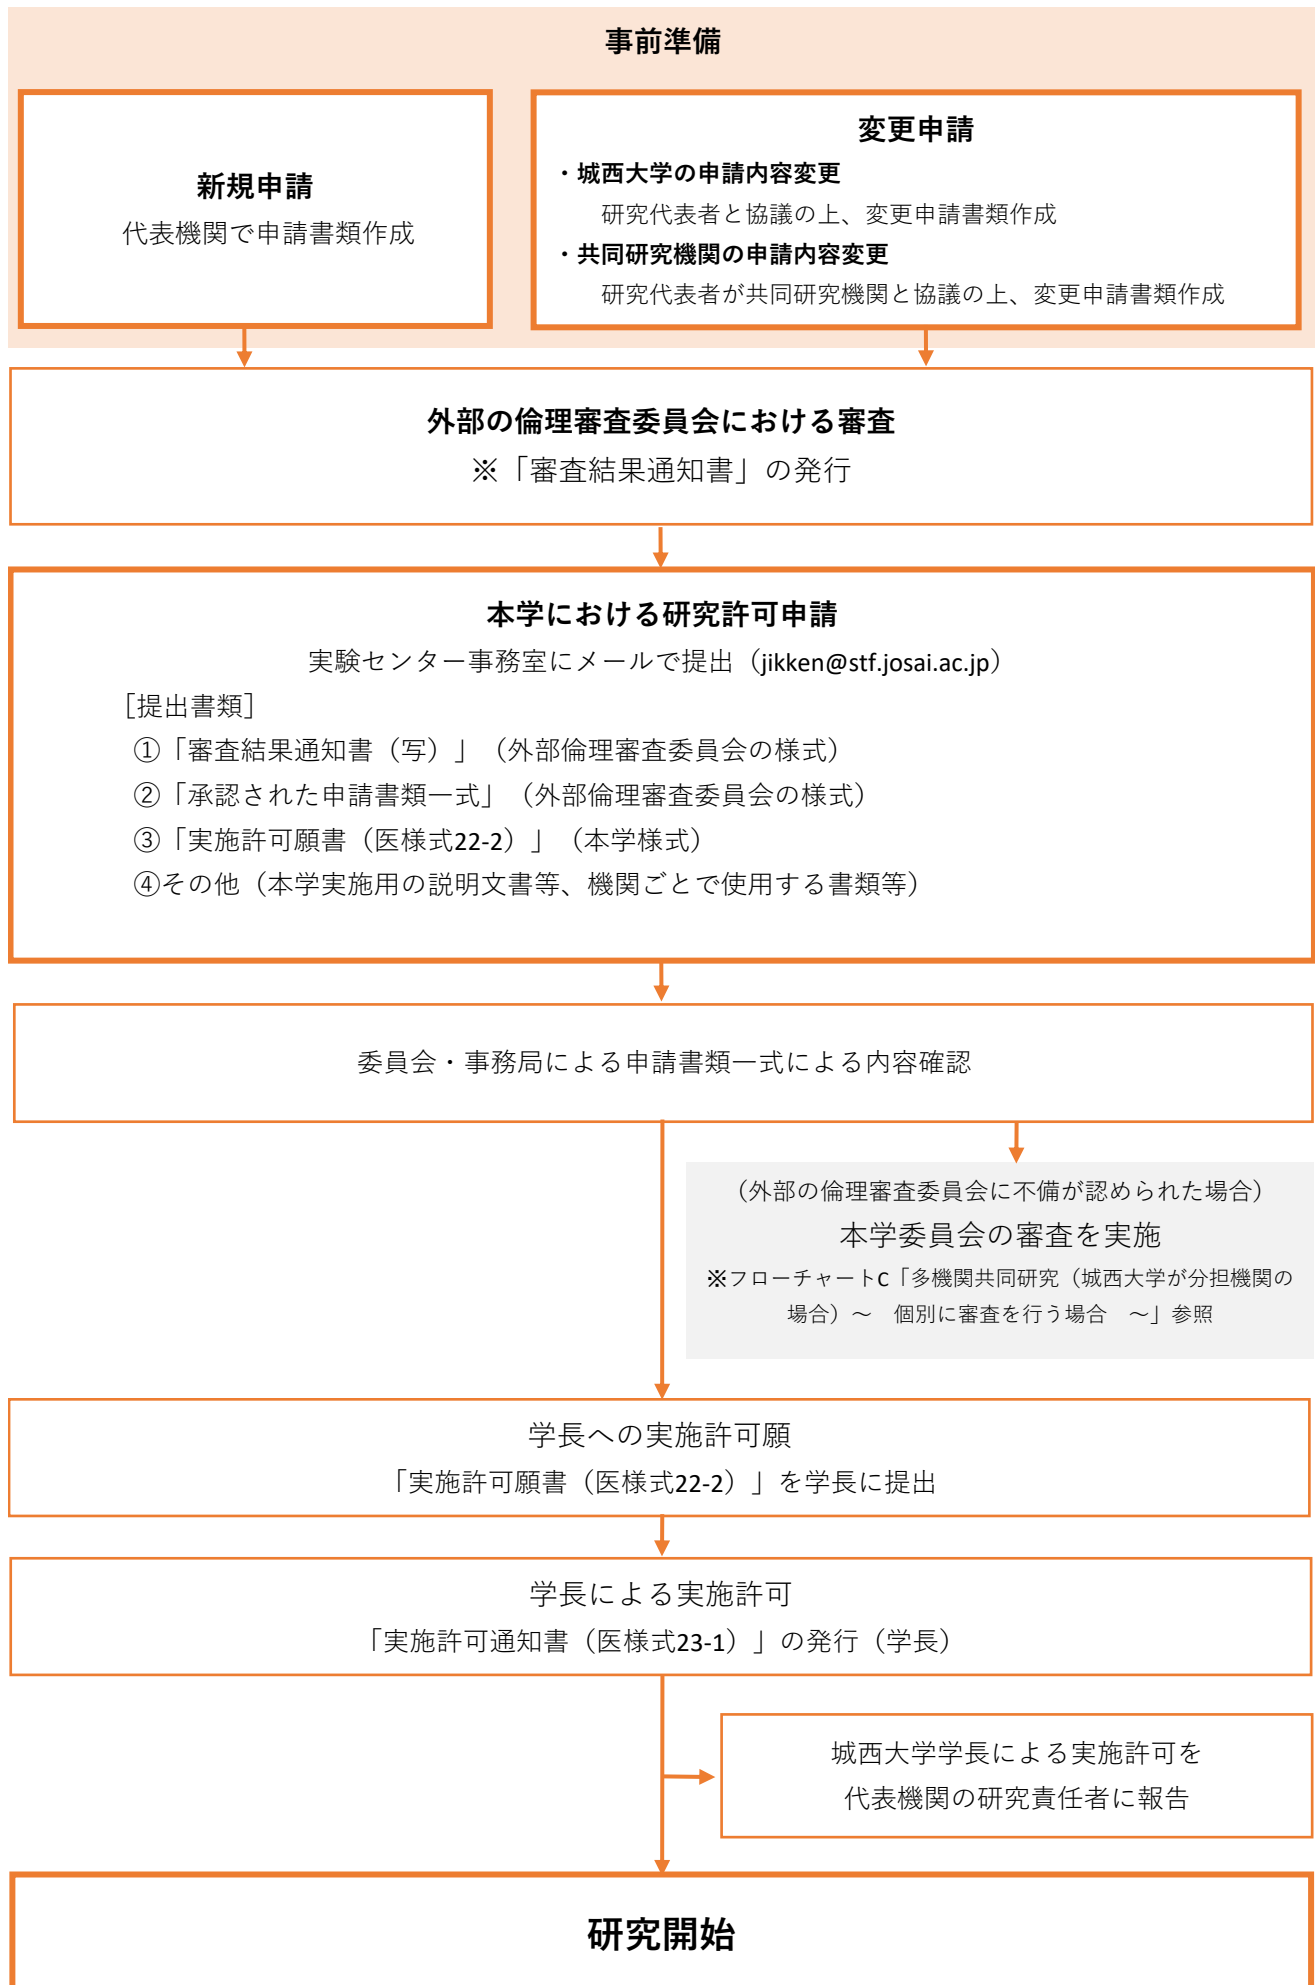 事前準備
新規申請
代表機関で申請書類作成
変更申請
・城西大学の申請内容変更
研究代表者と協議の上、変更申請書類作成
・共同研究機関の申請内容変更
研究代表者が共同研究機関と協議の上、変更申請書類作成
外部の倫理審査委員会における審査
※「審査結果通知書」の発行
本学における研究許可申請
実験センター事務室にメールで提出（jikken@stf.josai.ac.jp）
［提出書類］
①「審査結果通知書（写）」（外部倫理審査委員会の様式）
②「承認された申請書類一式」（外部倫理審査委員会の様式）
③「実施許可願書（医様式22-2）」（本学様式）
④その他（本学実施用の説明文書等、機関ごとで使用する書類等）
委員会・事務局による申請書類一式による内容確認
（外部の倫理審査委員会に不備が認められた場合）
本学委員会の審査を実施
※フローチャートC「多機関共同研究（城西大学が分担機関の
場合）～　個別に審査を行う場合　～」参照
学長への実施許可願
「実施許可願書（医様式22-2）」を学長に提出
学長による実施許可
「実施許可通知書（医様式23-1）」の発行（学長）
城西大学学長による実施許可を
代表機関の研究責任者に報告
研究開始